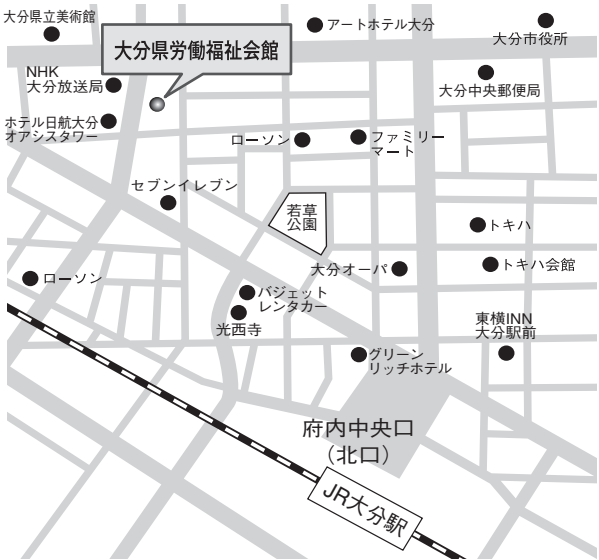 大分県立美術館
アートホテル大分
大分市役所
大分県労働福祉会館
NHK
大分放送局
大分中央郵便局
ホテル日航大分
オアシスタワー
ローソン
ファミリー
マート
セブンイレブン
若草
公園
トキハ
大分オーパ
トキハ会館
ローソン
バジェット
レンタカー
光西寺
東横INN
大分駅前
グリーン
リッチホテル
府内中央口
（北口）
JR大分駅